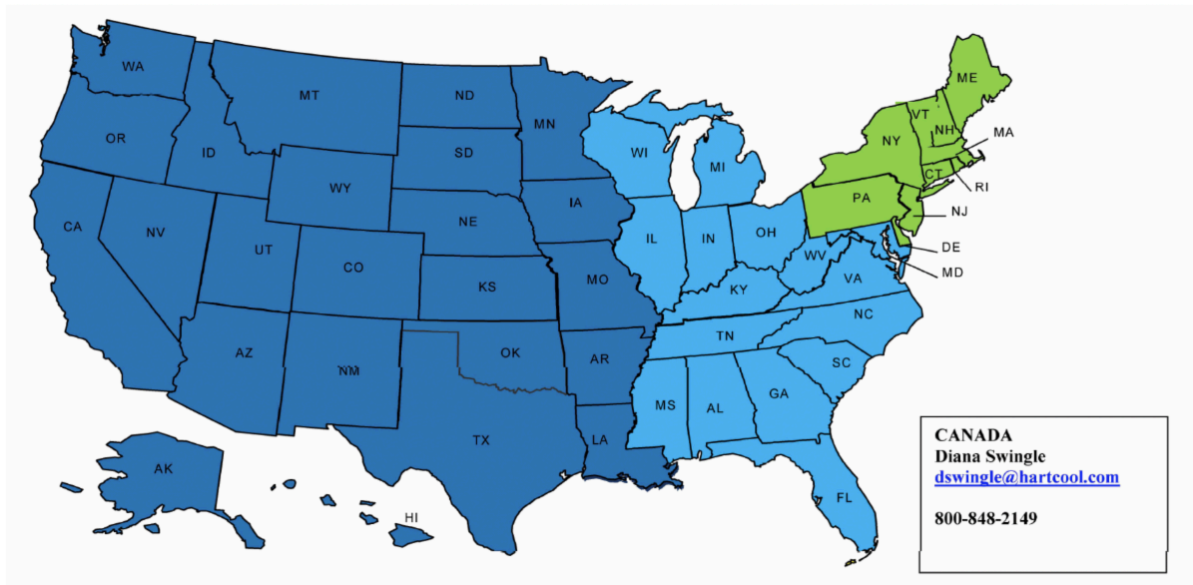 WA
MT
ND
MN
ME
VT
NH
MA
OR
ID
SD
WI
MI
NY
WY
CT
RI
PA
NJ
CA
NV
NE
IA
UT
CO
IL
IN
OH
DE
WV
MD
KS
MO
KY
VA
NC
TN
AZ
NM
OK
AR
SC
MS
AL
GA
TX
LA
AK
HI
FL
CANADA
Diana Swingle
dswingle@hartcool.com
800-848-2149